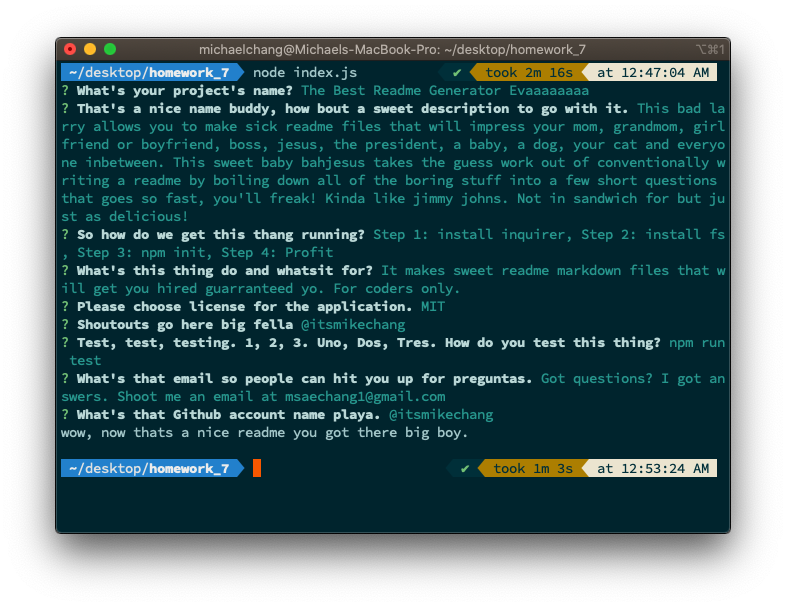 michaelchang@Michaels-MacBook-Pro: ~/desktop/homework_7 ⌥⌘1
~/desktop/homework_7 node index.js ✔ took 2m 16s at 12:47:04 AM
? What's your project's name? The Best Readme Generator Evaaaaaaaa
? That's a nice name buddy, how bout a sweet description to go with it. This bad la
rry allows you to make sick readme files that will impress your mom, grandmom, girl
friend or boyfriend, boss, jesus, the president, a baby, a dog, your cat and everyo
ne inbetween. This sweet baby bahjesus takes the guess work out of conventionally w
riting a readme by boiling down all of the boring stuff into a few short questions
that goes so fast, you'll freak! Kinda like jimmy johns. Not in sandwich for but ju
st as delicious!
? So how do we get this thang running? Step 1: install inquirer, Step 2: install fs
, Step 3: npm init, Step 4: Profit
? What's this thing do and whatsit for? It makes sweet readme markdown files that w
ill get you hired guarranteed yo. For coders only.
? Please choose license for the application. MIT
? Shoutouts go here big fella @itsmikechang
? Test, test, testing. 1, 2, 3. Uno, Dos, Tres. How do you test this thing? npm run
test
? What's that email so people can hit you up for preguntas. Got questions? I got an
swers. Shoot me an email at msaechang1@gmail.com
? What's that Github account name playa. @itsmikechang
wow, now thats a nice readme you got there big boy.
~/desktop/homework_7 ✔ took 1m 3s at 12:53:24 AM